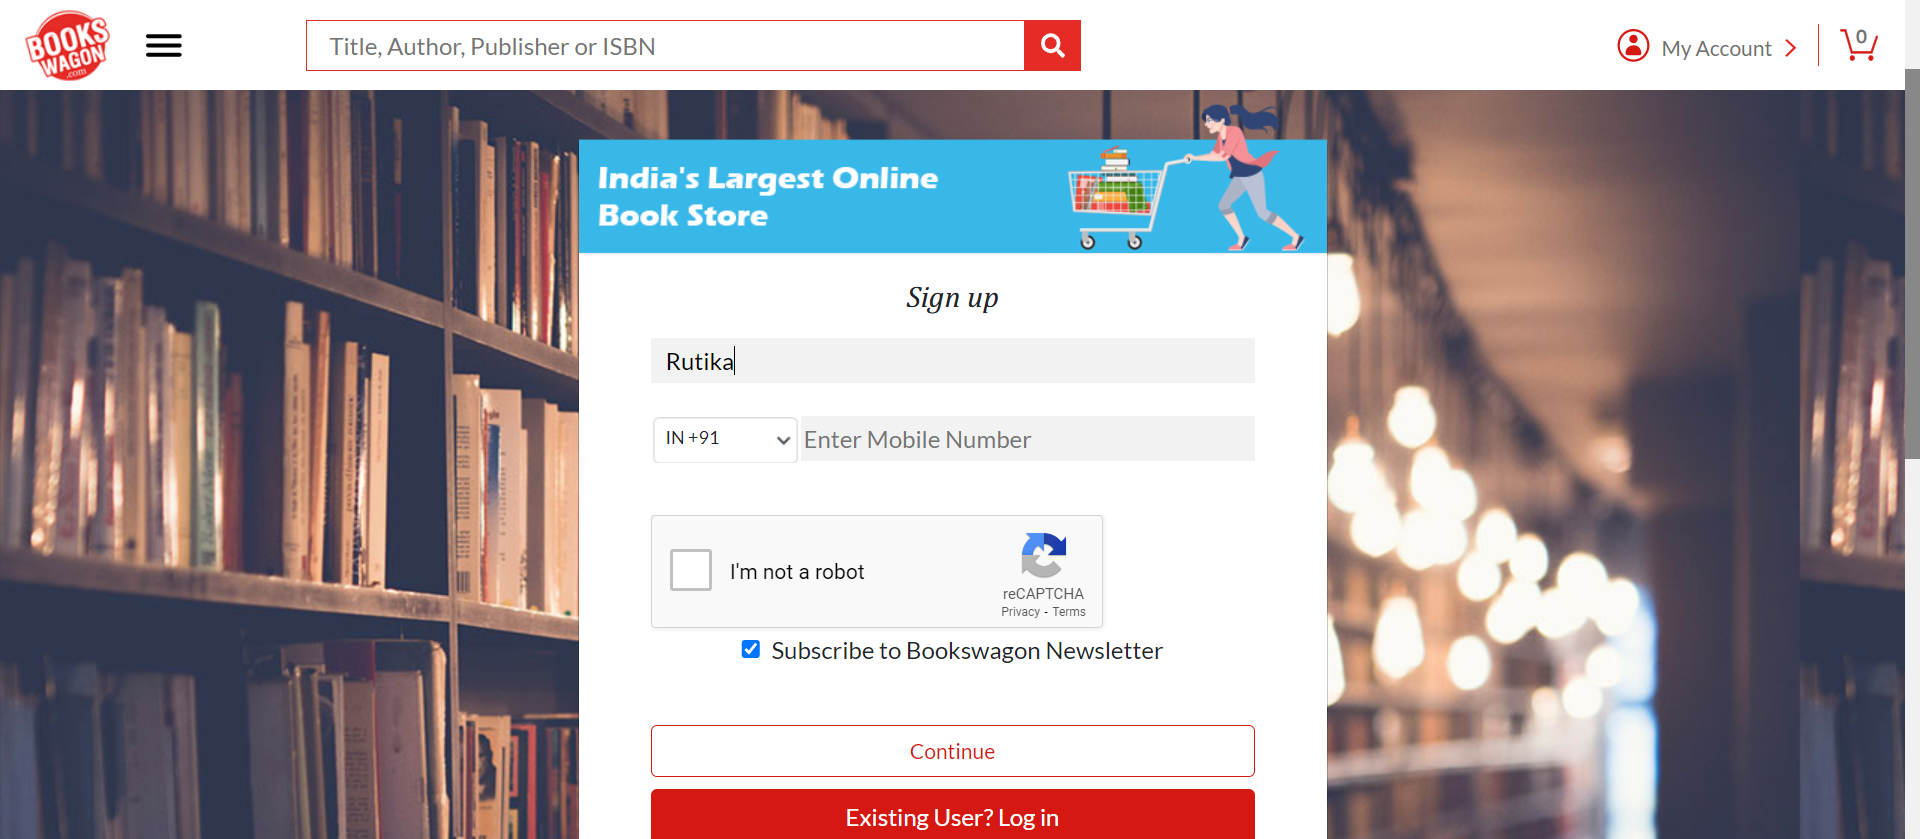 BOOKS
WAGON
.com
Title, Author, Publisher or ISBN
My Account
0
India's Largest Online
Book Store
Sign up
Rutika
IN +91
Enter Mobile Number
I'm not a robot
reCAPTCHA
Privacy - Terms
Subscribe to Bookswagon Newsletter
Continue
Existing User? Log in